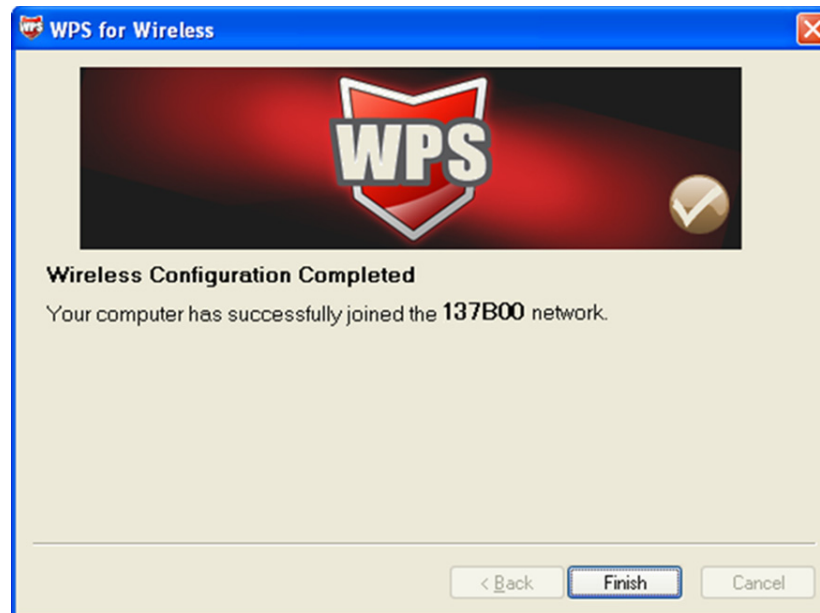 WPS for Wireless
WPS
Wireless Configuration Completed
Your computer has successfully joined the 137B00 network.
< Back
Finish
Cancel